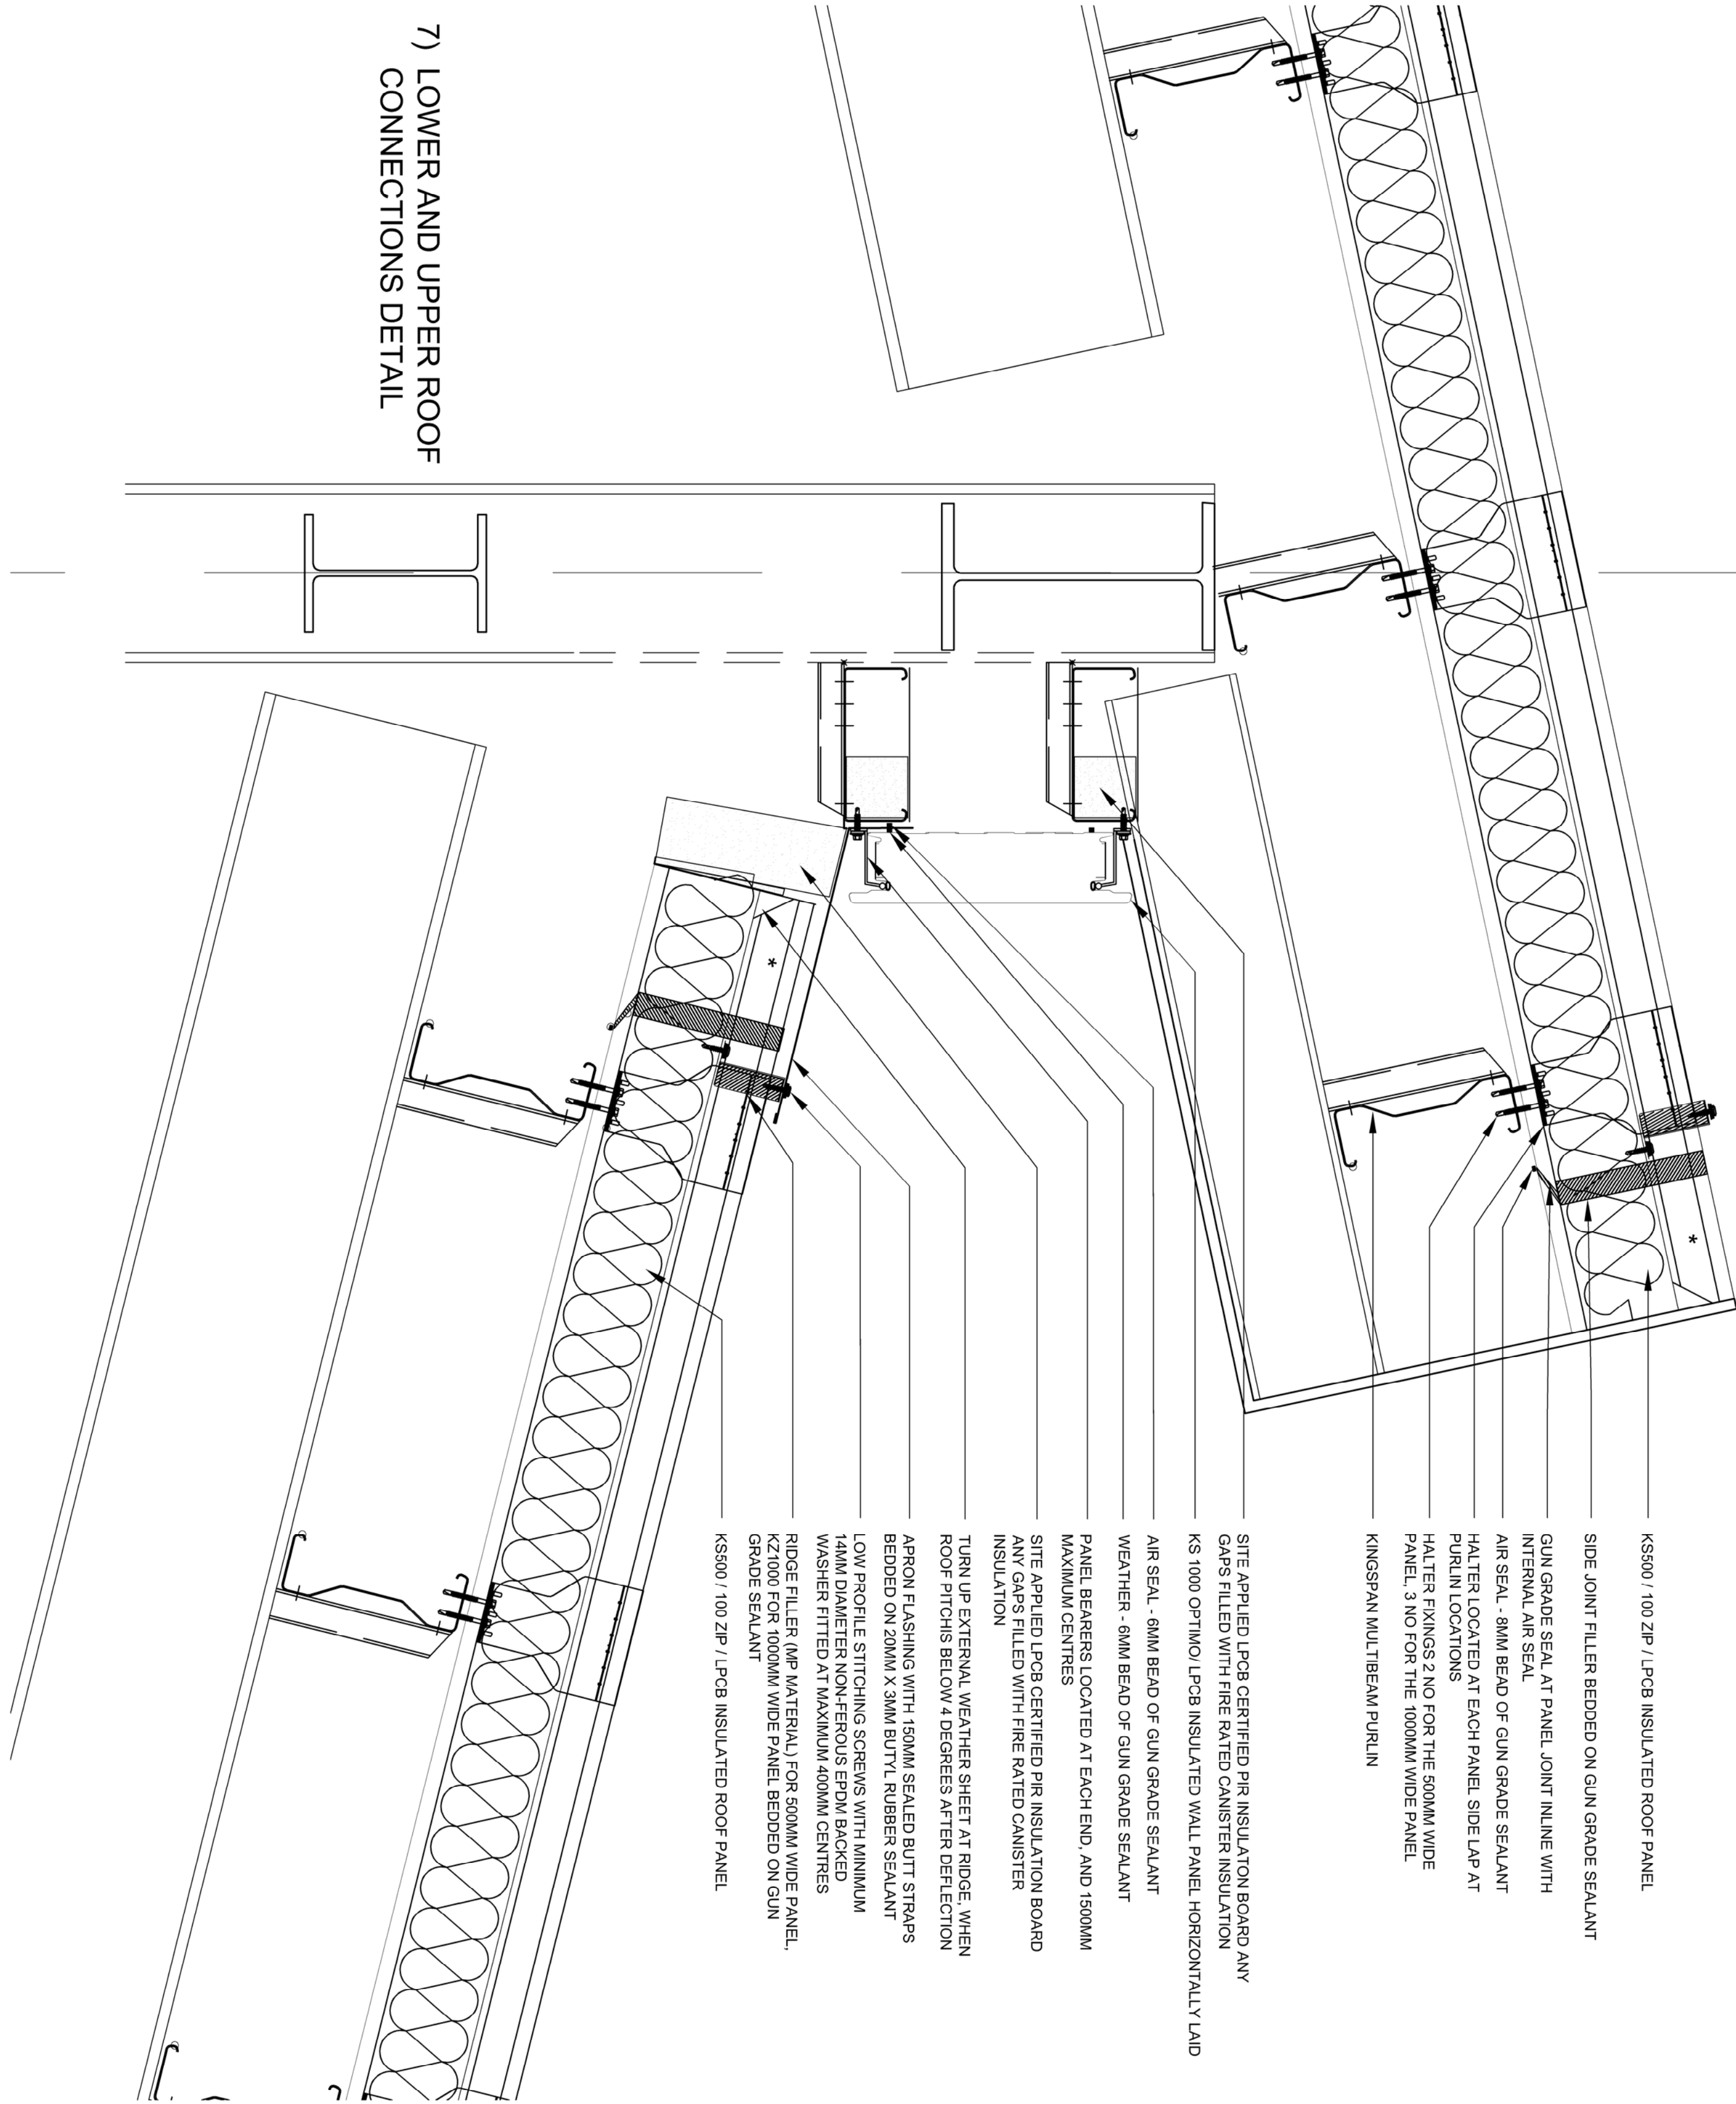 KS500 / 100 ZIP / LPCB INSULATED ROOF PANEL
SIDE JOINT FILLER BEDDED ON GUN GRADE SEALANT
GUN GRADE SEAL AT PANEL JOINT INLINE WITH
INTERNAL AIR SEAL
AIR SEAL - 8MM BEAD OF GUN GRADE SEALANT
HALTER LOCATED AT EACH PANEL SIDE LAP AT
PURLIN LOCATIONS
HALTER FIXINGS 2 NO FOR THE 500MM WIDE
PANEL, 3 NO FOR THE 1000MM WIDE PANEL
KINGSPAN MULTIBEAM PURLIN
SITE APPLIED LPCB CERTIFIED PIR INSULATON BOARD ANY
GAPS FILLED WITH FIRE RATED CANISTER INSULATION
KS 1000 OPTIMO/ LPCB INSULATED WALL PANEL HORIZONTALLY LAID
AIR SEAL - 6MM BEAD OF GUN GRADE SEALANT
WEATHER - 6MM BEAD OF GUN GRADE SEALANT
PANEL BEARERS LOCATED AT EACH END, AND 1500MM
MAXIMUM CENTRES
SITE APPLIED LPCB CERTIFIED PIR INSULATION BOARD
ANY GAPS FILLED WITH FIRE RATED CANISTER
INSULATION
TURN UP EXTERNAL WEATHER SHEET AT RIDGE, WHEN
ROOF PITCH IS BELOW 4 DEGREES AFTER DEFLECTION
APRON FLASHING WITH 150MM SEALED BUTT STRAPS
BEDDED ON 20MM X 3MM BUTYL RUBBER SEALANT
LOW PROFILE STITCHING SCREWS WITH MINIMUM
14MM DIAMETER NON-FEROUS EPDM BACKED
WASHER FITTED AT MAXIMUM 400MM CENTRES
RIDGE FILLER (MP MATERIAL) FOR 500MM WIDE PANEL,
KZ1000 FOR 1000MM WIDE PANEL BEDDED ON GUN
GRADE SEALANT
KS500 / 100 ZIP / LPCB INSULATED ROOF PANEL
*
*
7) LOWER AND UPPER ROOF
CONNECTIONS DETAIL